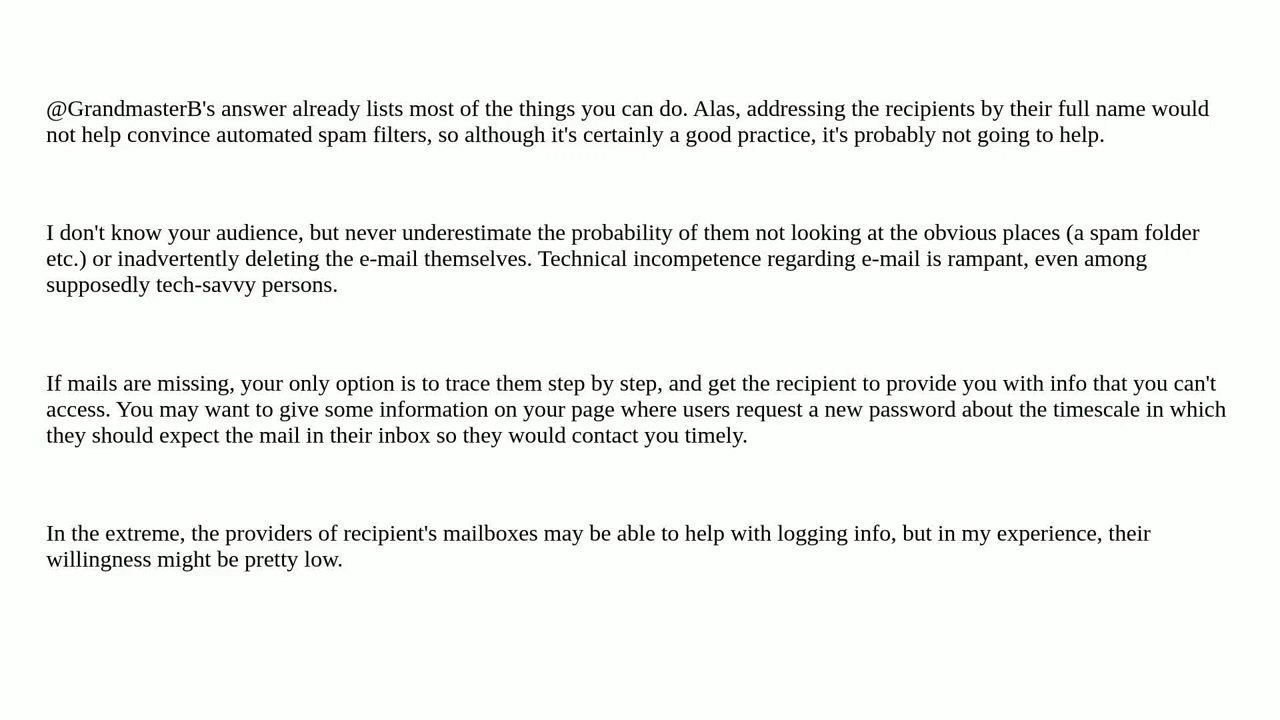 @GrandmasterB's answer already lists most of the things you can do. Alas, addressing the recipients by their full name would
not help convince automated spam filters, so although it's certainly a good practice, it's probably not going to help.
I don't know your audience, but never underestimate the probability of them not looking at the obvious places (a spam folder
etc.) or inadvertently deleting the e-mail themselves. Technical incompetence regarding e-mail is rampant, even among
supposedly tech-savvy persons.
If mails are missing, your only option is to trace them step by step, and get the recipient to provide you with info that you can't
access. You may want to give some information on your page where users request a new password about the timescale in which
they should expect the mail in their inbox so they would contact you timely.
In the extreme, the providers of recipient's mailboxes may be able to help with logging info, but in my experience, their
willingness might be pretty low.